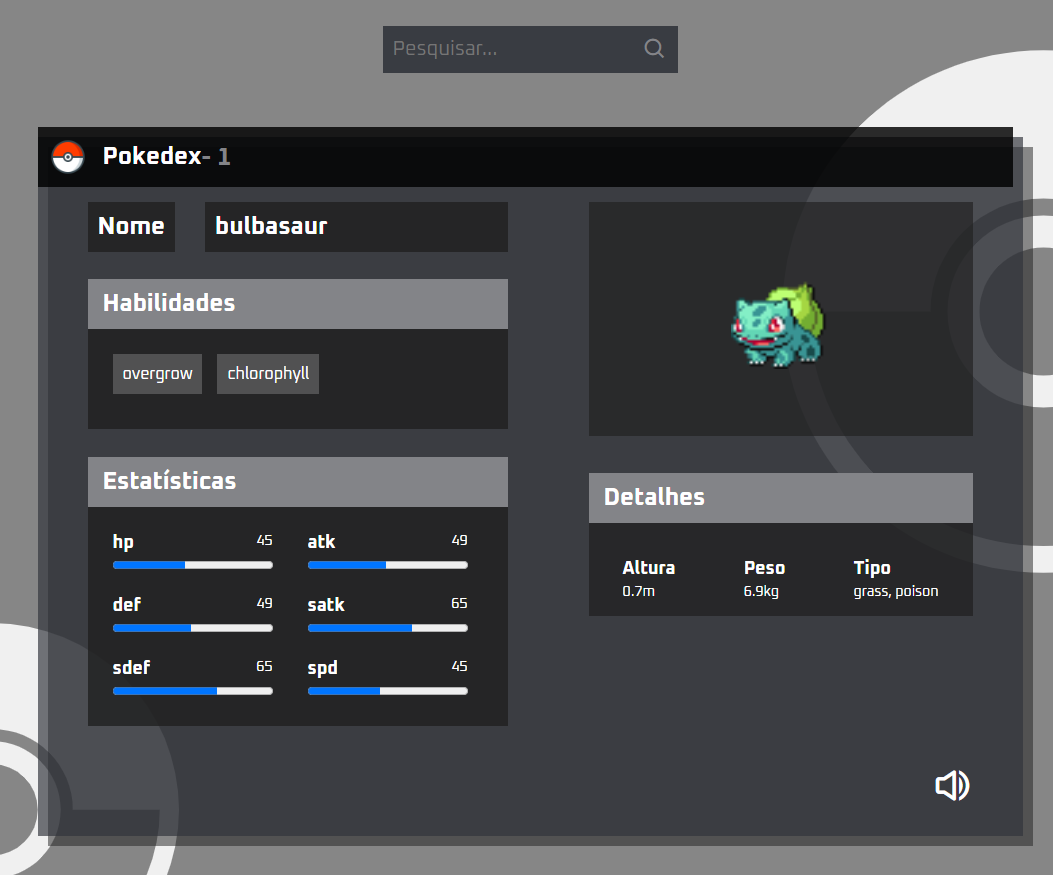 Pesquisar...
Pokedex- 1
Nome
bulbasaur
Habilidades
overgrow
chlorophyll
Estatísticas
hp 45
atk 49
def 49
satk 65
sdef 65
spd 45
Detalhes
Altura
0.7m
Peso
6.9kg
Tipo
grass, poison